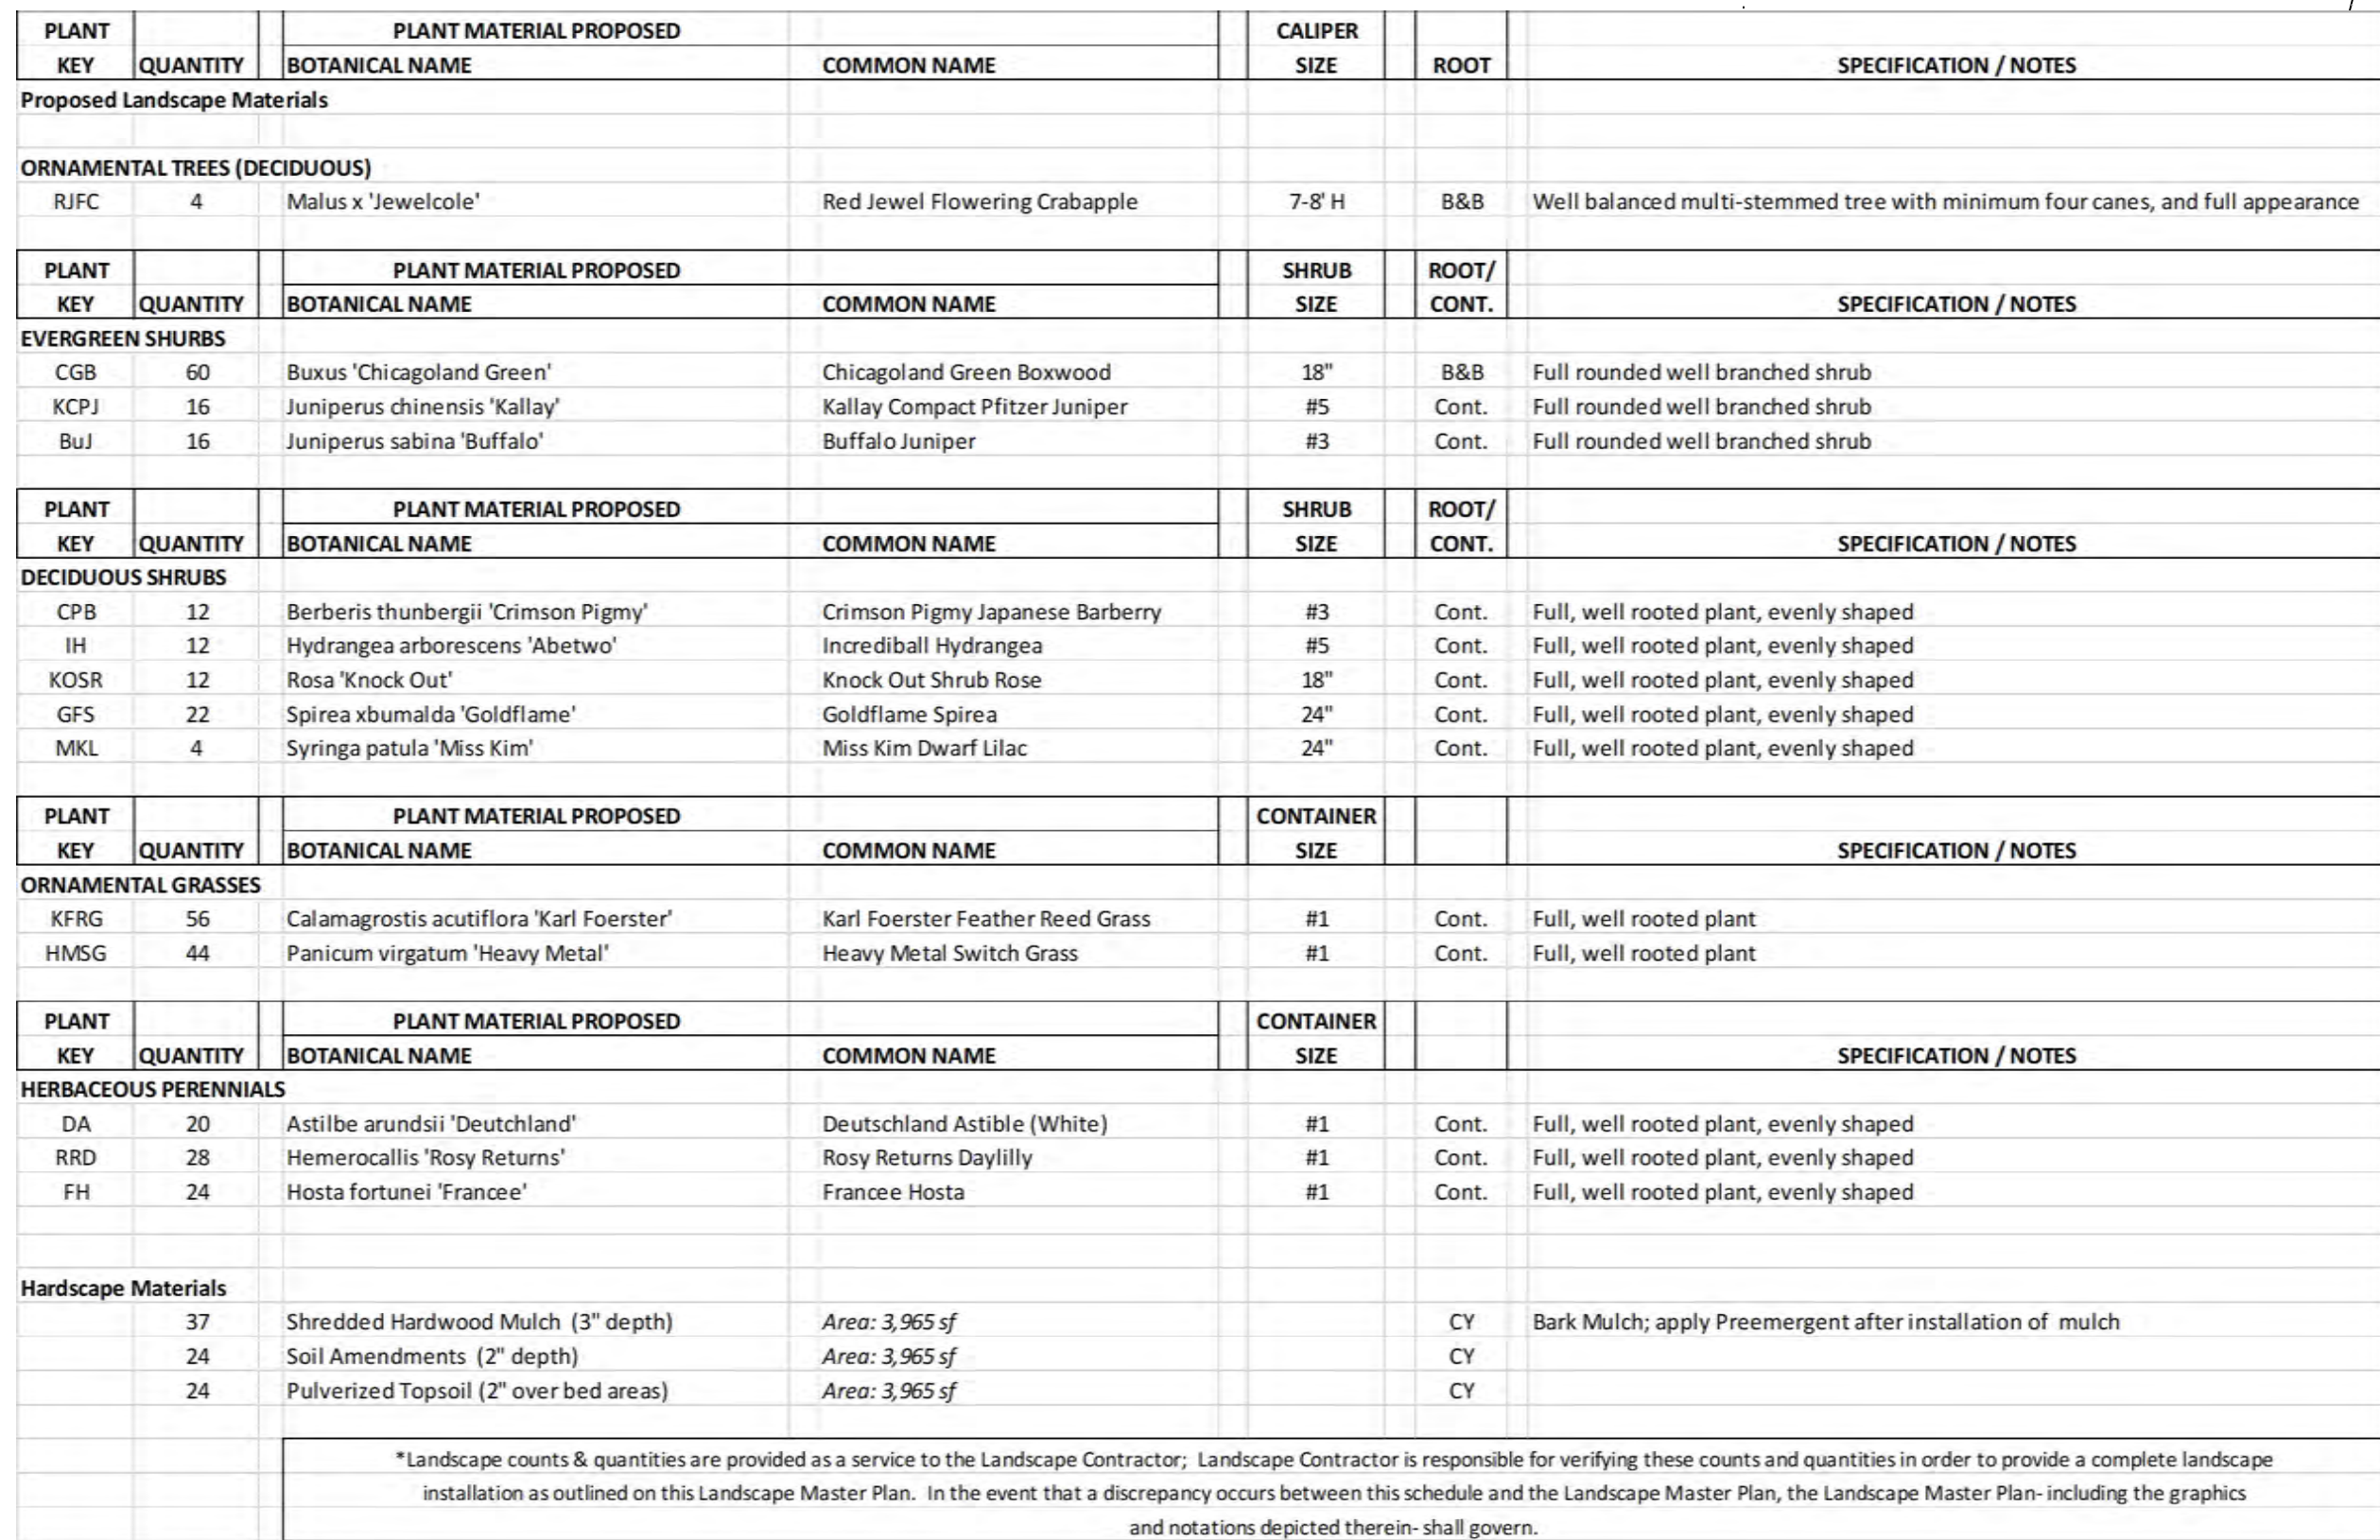 PLANT PLANT MATERIAL PROPOSED CALIPER
KEY QUANTITY BOTANICAL NAME COMMON NAME SIZE ROOT SPECIFICATION / NOTES
Proposed Landscape Materials
ORNAMENTAL TREES (DECIDUOUS)
RJFC 4 Malus x 'Jewelcole' Red Jewel Flowering Crabapple 7-8' H B&B Well balanced multi-stemmed tree with minimum four canes, and full appearance
PLANT PLANT MATERIAL PROPOSED SHRUB ROOT/
KEY QUANTITY BOTANICAL NAME COMMON NAME SIZE CONT. SPECIFICATION / NOTES
EVERGREEN SHURBS
CGB 60 Buxus 'Chicagoland Green' Chicagoland Green Boxwood 18" B&B Full rounded well branched shrub
KCPJ 16 Juniperus chinensis 'Kallay' Kallay Compact Pfitzer Juniper #5 Cont. Full rounded well branched shrub
BuJ 16 Juniperus sabina 'Buffalo' Buffalo Juniper #3 Cont. Full rounded well branched shrub
PLANT PLANT MATERIAL PROPOSED SHRUB ROOT/
KEY QUANTITY BOTANICAL NAME COMMON NAME SIZE CONT. SPECIFICATION / NOTES
DECIDUOUS SHRUBS
CPB 12 Berberis thunbergii 'Crimson Pigmy' Crimson Pigmy Japanese Barberry #3 Cont. Full, well rooted plant, evenly shaped
IH 12 Hydrangea arborescens 'Abetwo' Incrediball Hydrangea #5 Cont. Full, well rooted plant, evenly shaped
KOSR 12 Rosa 'Knock Out' Knock Out Shrub Rose 18" Cont. Full, well rooted plant, evenly shaped
GFS 22 Spirea xbumalda 'Goldflame' Goldflame Spirea 24" Cont. Full, well rooted plant, evenly shaped
MKL 4 Syringa patula 'Miss Kim' Miss Kim Dwarf Lilac 24" Cont. Full, well rooted plant, evenly shaped
PLANT PLANT MATERIAL PROPOSED CONTAINER
KEY QUANTITY BOTANICAL NAME COMMON NAME SIZE SPECIFICATION / NOTES
ORNAMENTAL GRASSES
KFRG 56 Calamagrostis acutiflora 'Karl Foerster' Karl Foerster Feather Reed Grass #1 Cont. Full, well rooted plant
HMSG 44 Panicum virgatum 'Heavy Metal' Heavy Metal Switch Grass #1 Cont. Full, well rooted plant
PLANT PLANT MATERIAL PROPOSED CONTAINER
KEY QUANTITY BOTANICAL NAME COMMON NAME SIZE SPECIFICATION / NOTES
HERBACEOUS PERENNIALS
DA 20 Astilbe arundsii 'Deutchland' Deutschland Astible (White) #1 Cont. Full, well rooted plant, evenly shaped
RRD 28 Hemerocallis 'Rosy Returns' Rosy Returns Daylilly #1 Cont. Full, well rooted plant, evenly shaped
FH 24 Hosta fortunei 'Francee' Francee Hosta #1 Cont. Full, well rooted plant, evenly shaped
Hardscape Materials
37 Shredded Hardwood Mulch (3" depth) Area: 3,965 sf CY Bark Mulch; apply Preemergent after installation of mulch
24 Soil Amendments (2" depth) Area: 3,965 sf CY
24 Pulverized Topsoil (2" over bed areas) Area: 3,965 sf CY
*Landscape counts & quantities are provided as a service to the Landscape Contractor; Landscape Contractor is responsible for verifying these counts and quantities in order to provide a complete landscape
installation as outlined on this Landscape Master Plan. In the event that a discrepancy occurs between this schedule and the Landscape Master Plan, the Landscape Master Plan- including the graphics
and notations depicted therein- shall govern.